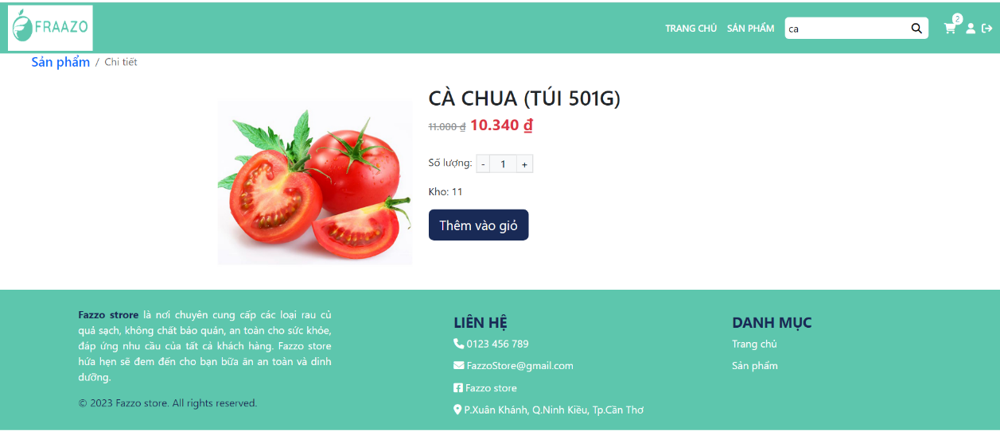 FRAAZO
TRANG CHỦ
SẢN PHẨM
ca
2
Sản phẩm / Chi tiết
CÀ CHUA (TÚI 501G)
11.000 ₫ 10.340 ₫
Số lượng: - 1 +
Kho: 11
Thêm vào giỏ
Fazzo strore là nơi chuyên cung cấp các loại rau củ
quả sạch, không chất bảo quản, an toàn cho sức khỏe,
đáp ứng nhu cầu của tất cả khách hàng. Fazzo store
hứa hẹn sẽ đem đến cho bạn bữa ăn an toàn và dinh
dưỡng.
© 2023 Fazzo store. All rights reserved.
LIÊN HỆ
0123 456 789
FazzoStore@gmail.com
Fazzo store
P.Xuân Khánh, Q.Ninh Kiều, Tp.Cần Thơ
DANH MỤC
Trang chủ
Sản phẩm